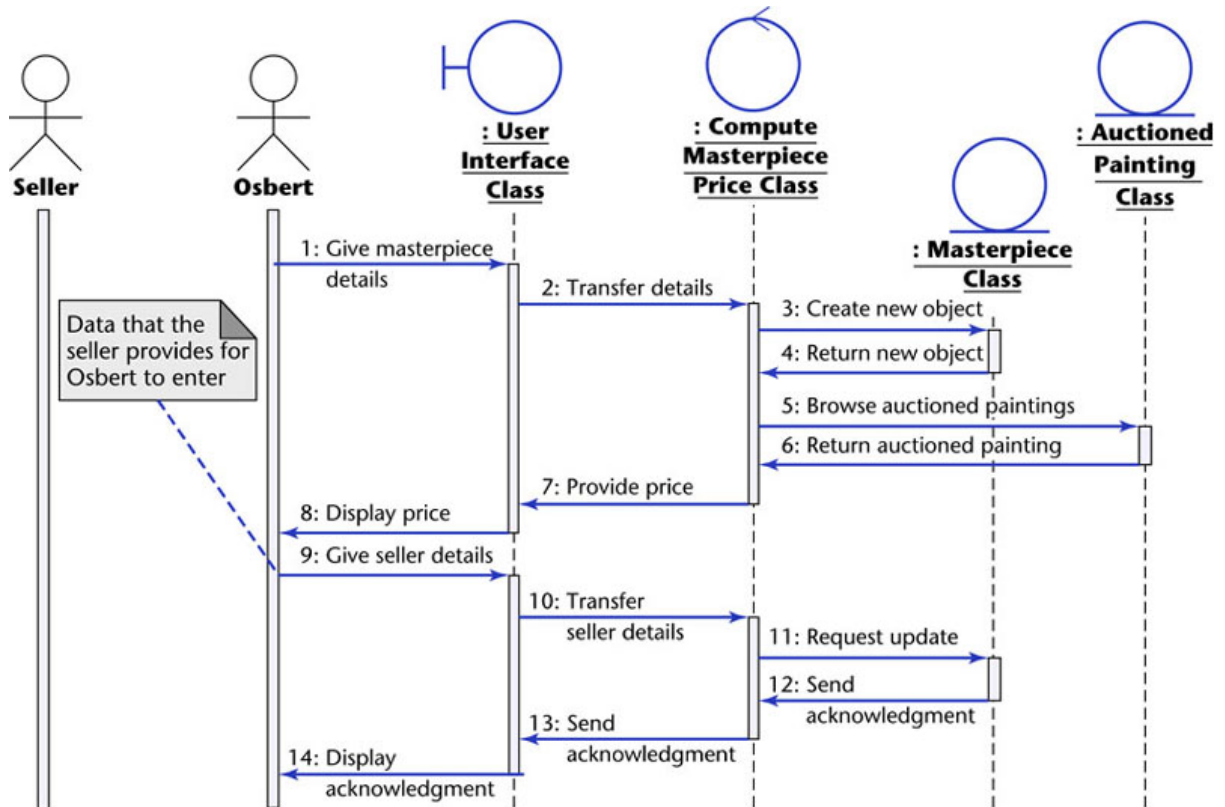 Seller
Osbert
: User
Interface
Class
: Compute
Masterpiece
Price Class
: Masterpiece
Class
: Auctioned
Painting
Class
1: Give masterpiece
details
2: Transfer details
3: Create new object
4: Return new object
Data that the
seller provides for
Osbert to enter
5: Browse auctioned paintings
6: Return auctioned painting
7: Provide price
8: Display price
9: Give seller details
10: Transfer
seller details
11: Request update
12: Send
acknowledgment
13: Send
acknowledgment
14: Display
acknowledgment